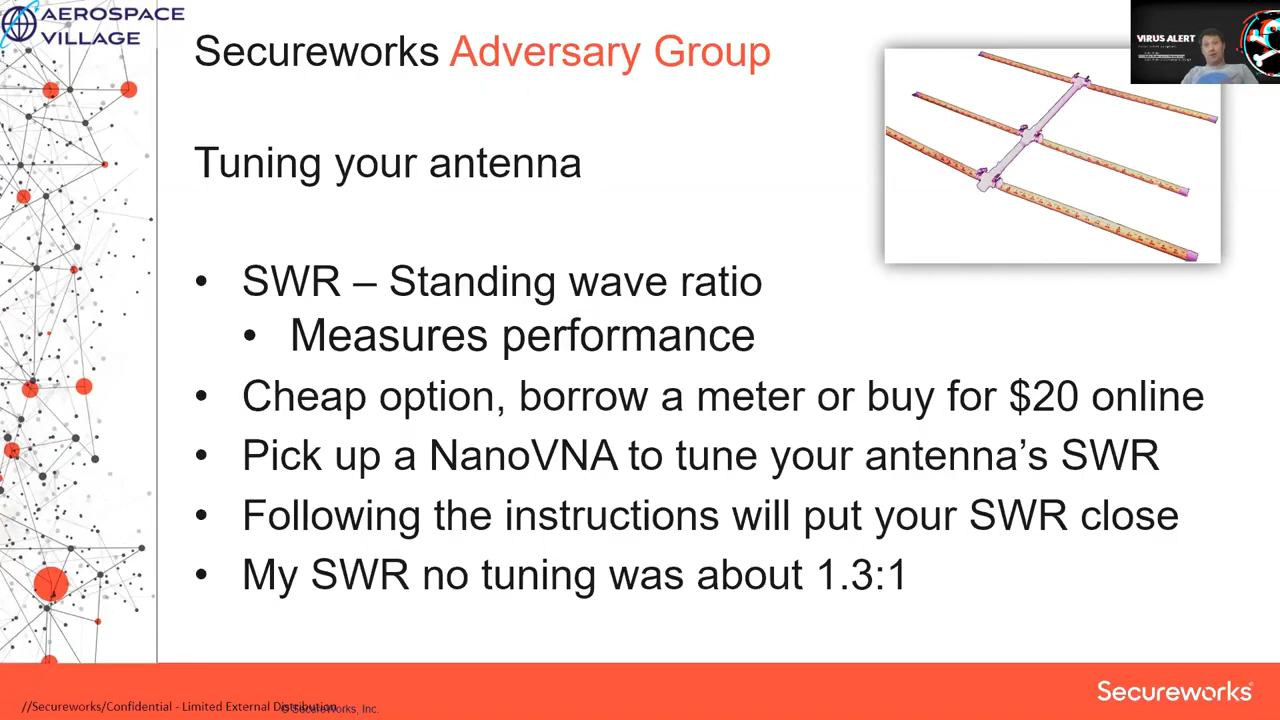 AEROSPACE
VILLAGE
Secureworks Adversary Group
VIRUS ALERT
Tuning your antenna
• SWR – Standing wave ratio
• Measures performance
• Cheap option, borrow a meter or buy for $20 online
• Pick up a NanoVNA to tune your antenna’s SWR
• Following the instructions will put your SWR close
• My SWR no tuning was about 1.3:1
Secureworks
//Secureworks/Confidential - Limited External Distribution
© SecureWorks, Inc.